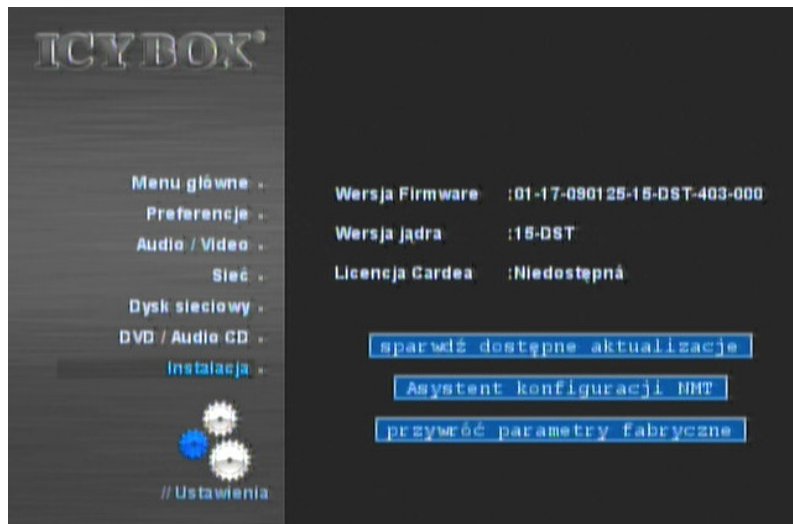 ICYBOX®
Menu główne
Preferencje
Audio / Video
Sieć
Dysk sieciowy
DVD / Audio CD
Instalacja
// Ustawienia
Wersja Firmware :01-17-090125-15-DST-403-000
Wersja jądra :15-DST
Licencja Cardea :Niedostępná
sparwdź dostępne aktualizacje
Asystent konfiguracji NMT
przywróć parametry fabryczne